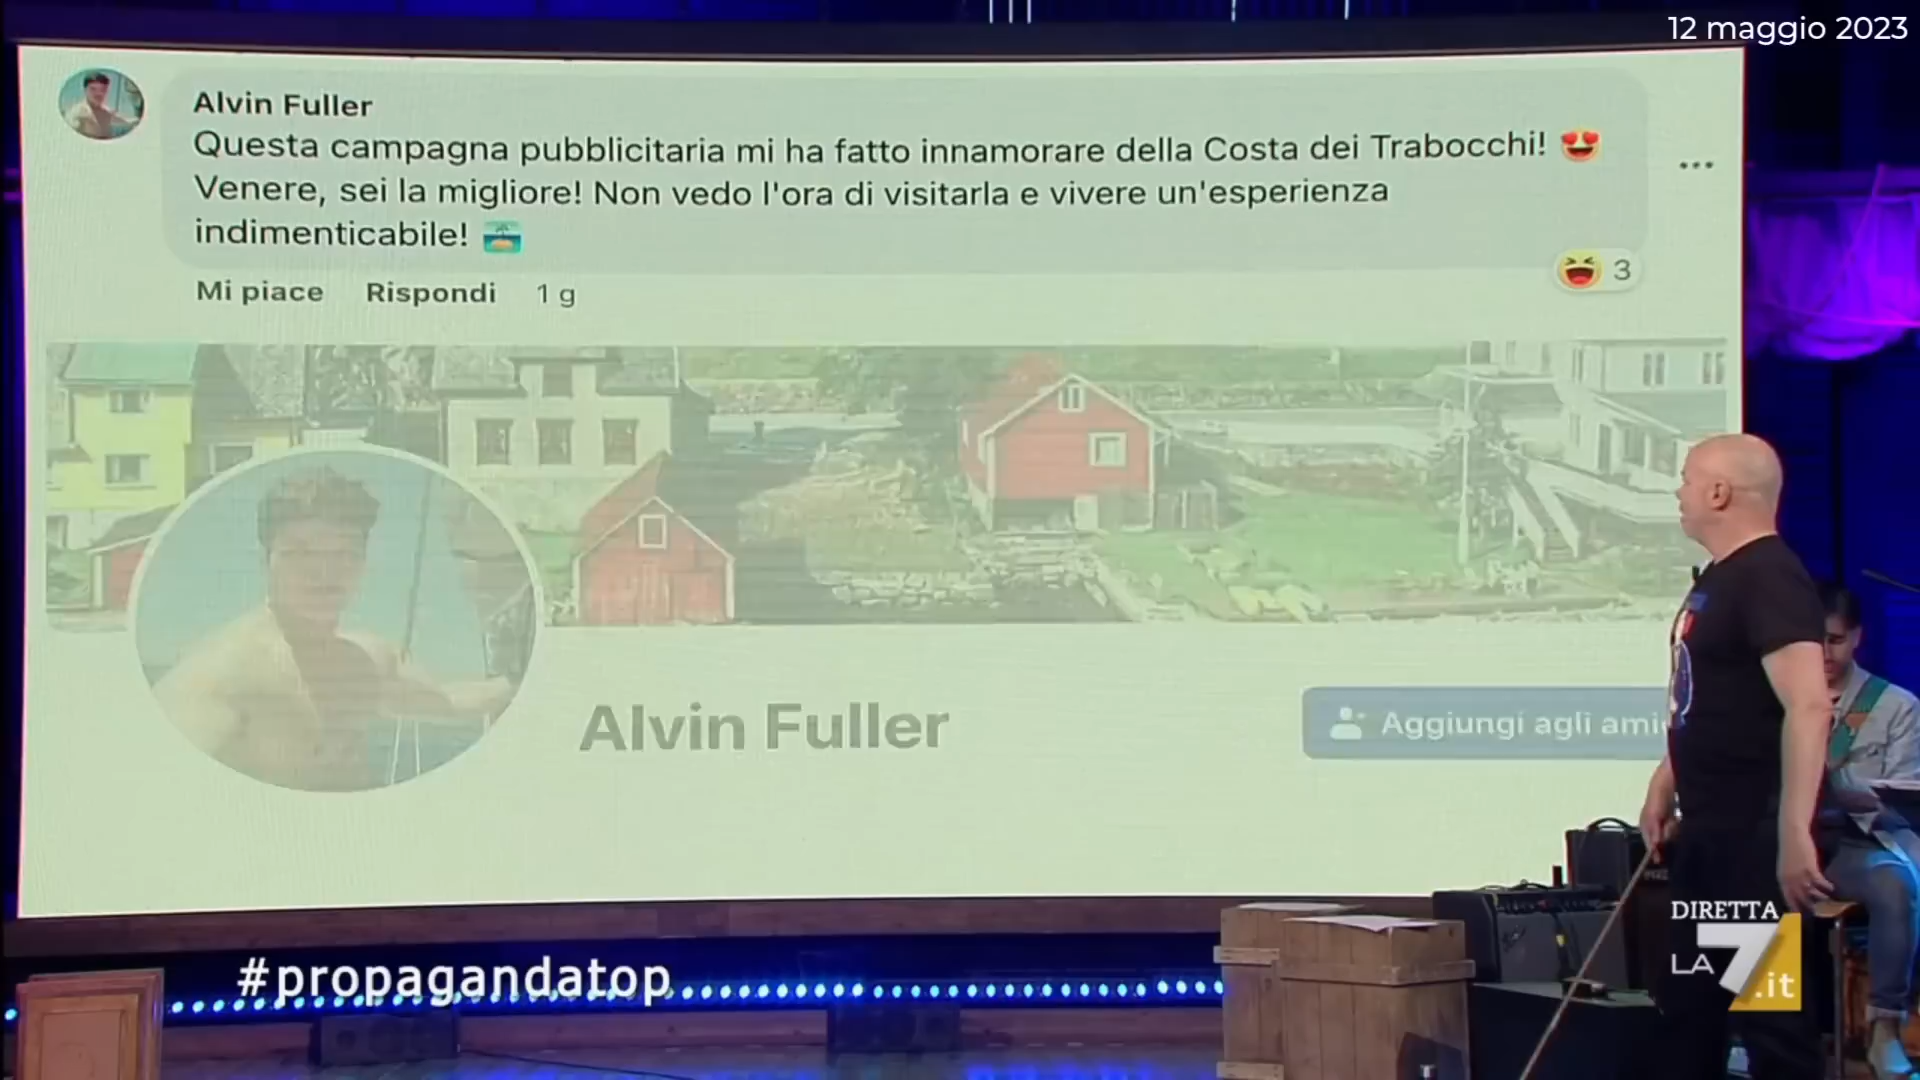 12 maggio 2023
Alvin Fuller
Questa campagna pubblicitaria mi ha fatto innamorare della Costa dei Trabocchi! 😍
Venere, sei la migliore! Non vedo l'ora di visitarla e vivere un'esperienza
indimenticabile! 🏝️
3
Mi piace Rispondi 1 g
Alvin Fuller
Aggiungi agli ami
DIRETTA
LA7.it
#propagandatop